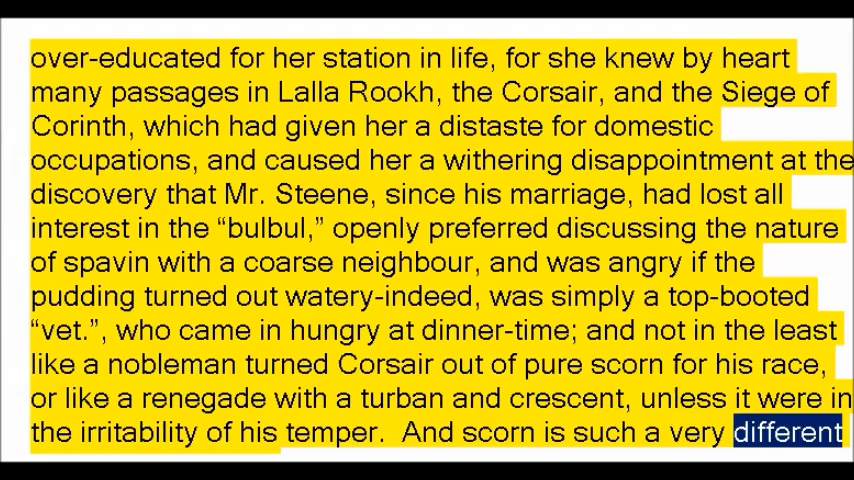 over-educated for her station in life, for she knew by heart
many passages in Lalla Rookh, the Corsair, and the Siege of
Corinth, which had given her a distaste for domestic
occupations, and caused her a withering disappointment at the
discovery that Mr. Steene, since his marriage, had lost all
interest in the “bulbul,” openly preferred discussing the nature
of spavin with a coarse neighbour, and was angry if the
pudding turned out watery-indeed, was simply a top-booted
“vet.”, who came in hungry at dinner-time; and not in the least
like a nobleman turned Corsair out of pure scorn for his race,
or like a renegade with a turban and crescent, unless it were in
the irritability of his temper.  And scorn is such a very different